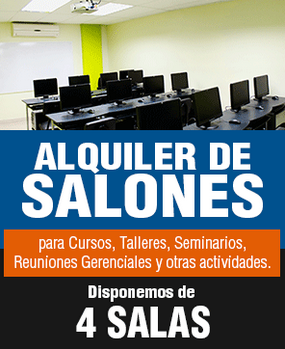 ALQUILER DE
SALONES
para Cursos, Talleres, Seminarios,
Reuniones Gerenciales y otras actividades.
Disponemos de
4 SALAS